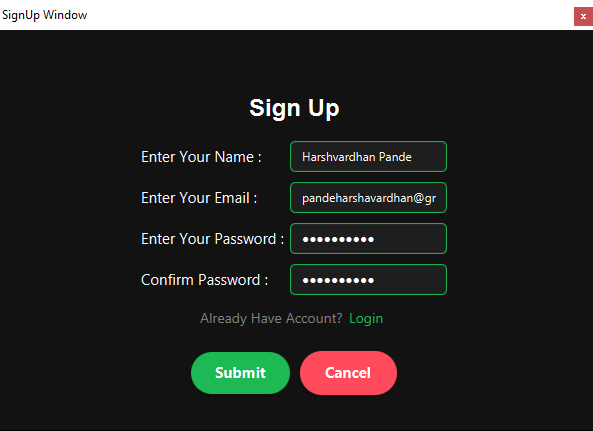 SignUp Window x
Sign Up
Enter Your Name : Harshvardhan Pande
Enter Your Email : pandeharshavardhan@gr
Enter Your Password : ●●●●●●●●●●
Confirm Password : ●●●●●●●●●●
Already Have Account? Login
Submit Cancel